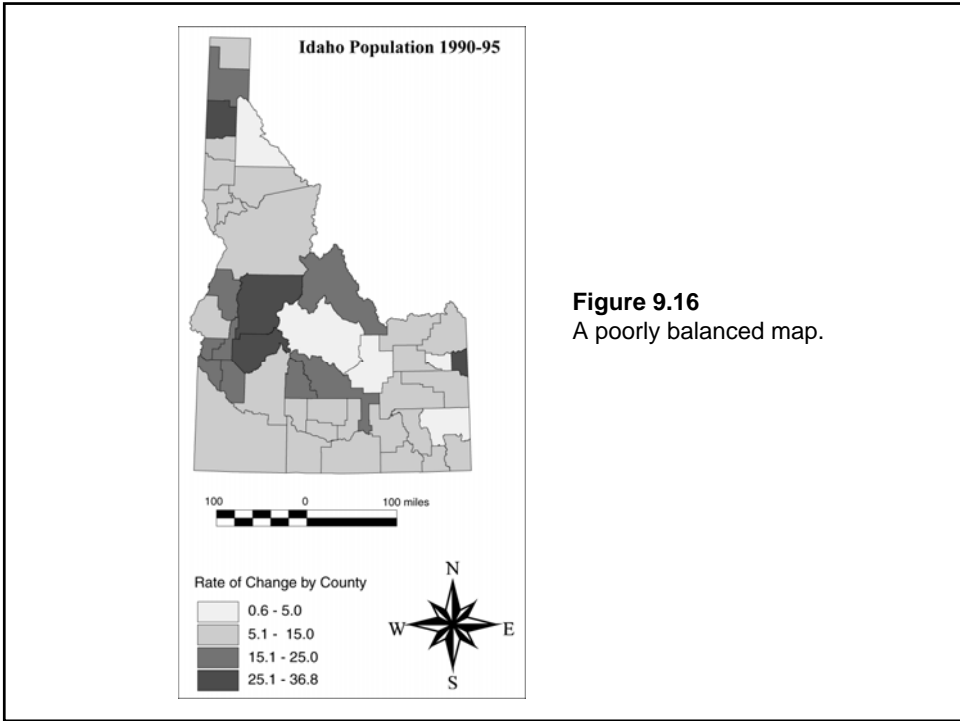 Idaho Population 1990-95
100 0 100 miles
Rate of Change by County
0.6 - 5.0
5.1 - 15.0
15.1 - 25.0
25.1 - 36.8
N
W E
S
Figure 9.16
A poorly balanced map.